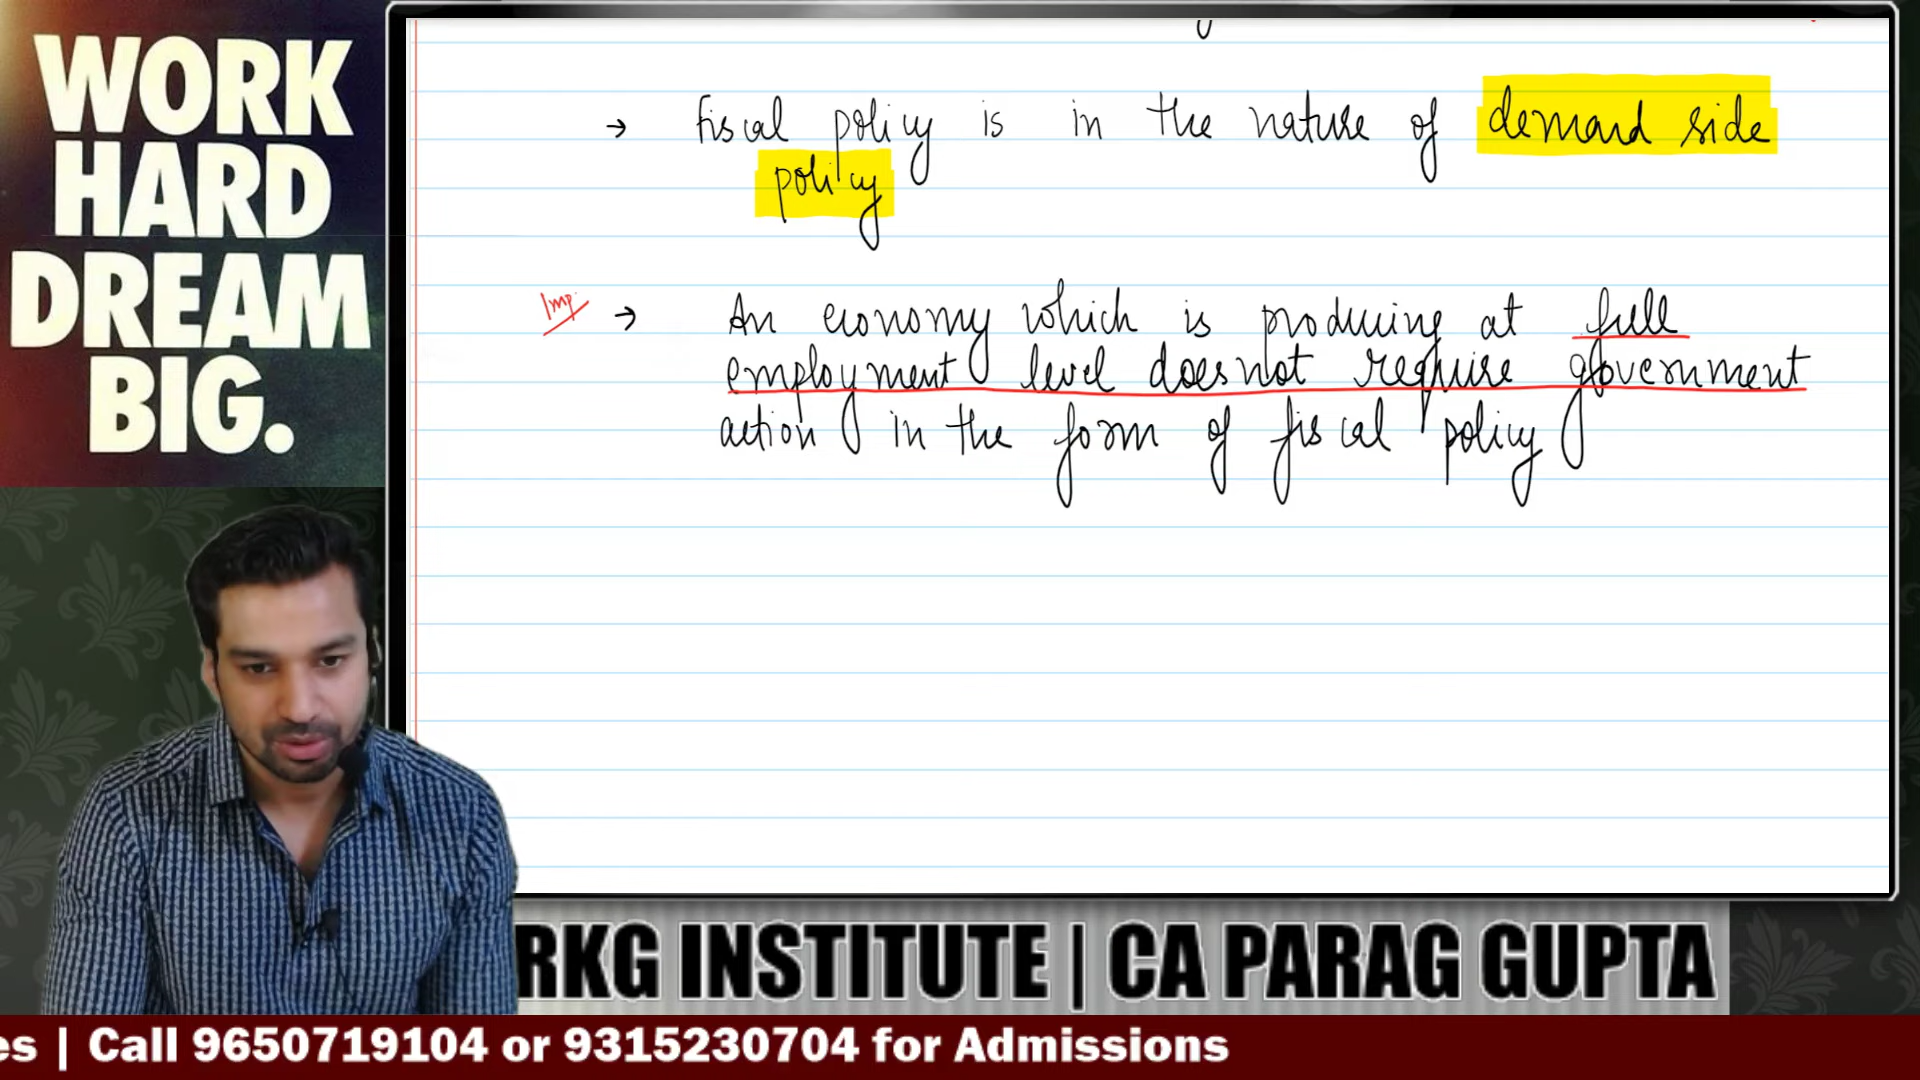 WORK
HARD
DREAM
BIG.
→ fiscal policy is in the nature of demand side
policy
Imp. → An economy which is producing at full
employment level does not require government
action in the form of fiscal policy
RKG INSTITUTE | CA PARAG GUPTA
es | Call 9650719104 or 9315230704 for Admissions